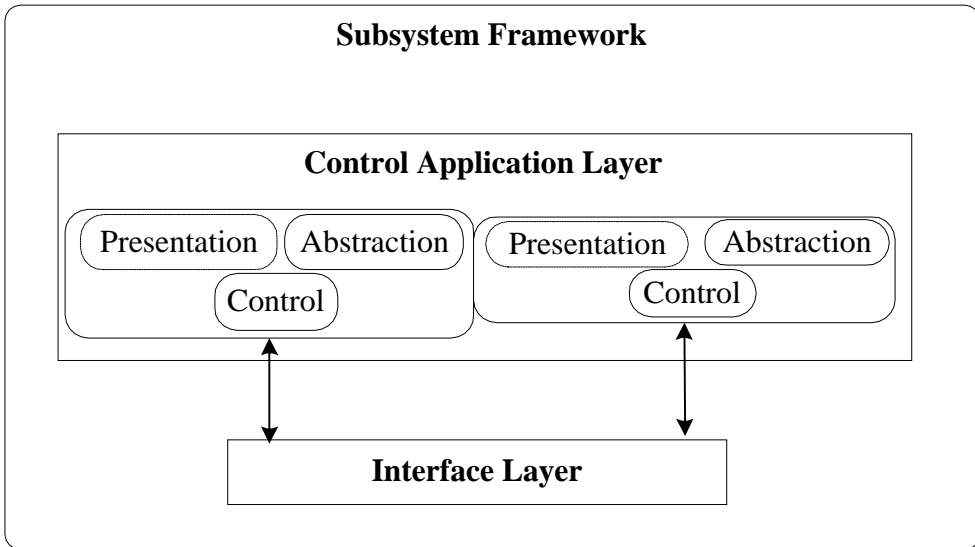 Subsystem Framework
Control Application Layer
Presentation
Abstraction
Control
Presentation
Abstraction
Control
Interface Layer